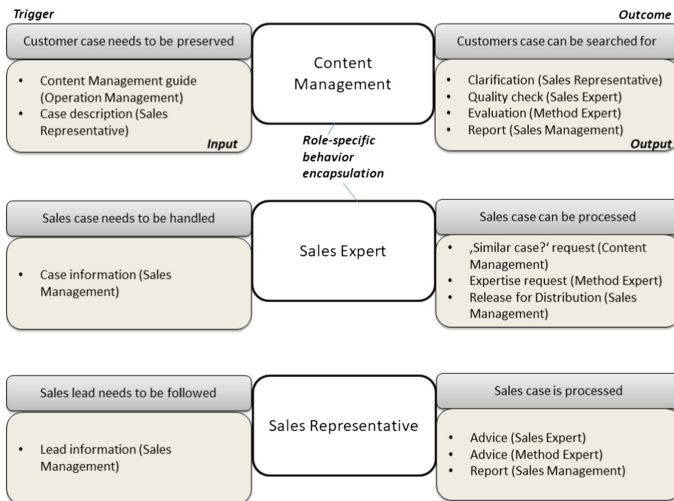 Trigger
Outcome
Customer case needs to be preserved
• Content Management guide
(Operation Management)
• Case description (Sales
Representative)
Input
Content
Management
Customers case can be searched for
• Clarification (Sales Representative)
• Quality check (Sales Expert)
• Evaluation (Method Expert)
• Report (Sales Management)
Output
Role-specific
behavior
encapsulation
Sales case needs to be handled
• Case information (Sales
Management)
Sales Expert
Sales case can be processed
• ‚Similar case?‘ request (Content
Management)
• Expertise request (Method Expert)
• Release for Distribution (Sales
Management)
Sales lead needs to be followed
• Lead information (Sales
Management)
Sales Representative
Sales case is processed
• Advice (Sales Expert)
• Advice (Method Expert)
• Report (Sales Management)